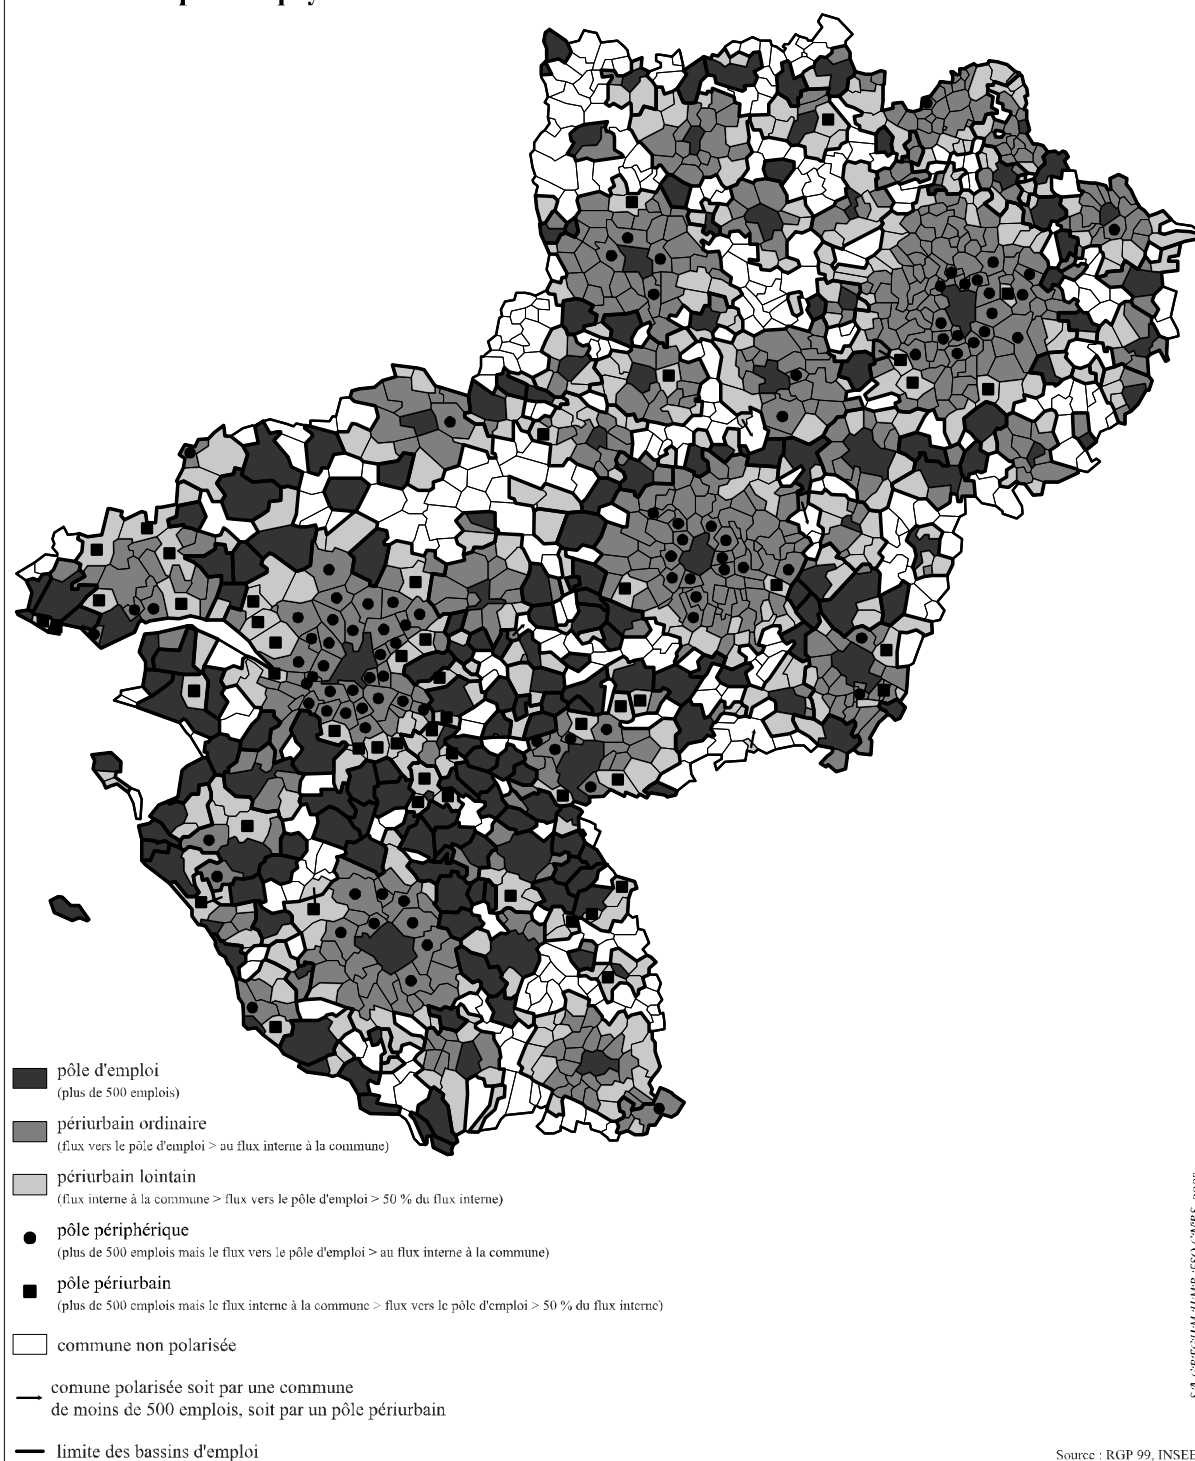 pôle d'emploi
(plus de 500 emplois)
périurbain ordinaire
(flux vers le pôle d'emploi > au flux interne à la commune)
périurbain lointain
(flux interne à la commune > flux vers le pôle d'emploi > 50 % du flux interne)
pôle périphérique
(plus de 500 emplois mais le flux vers le pôle d'emploi > au flux interne à la commune)
pôle périurbain
(plus de 500 emplois mais le flux interne à la commune > flux vers le pôle d'emploi > 50 % du flux interne)
commune non polarisée
comune polarisée soit par une commune
de moins de 500 emplois, soit par un pôle périurbain
limite des bassins d'emploi
Source : RGP 99, INSEE